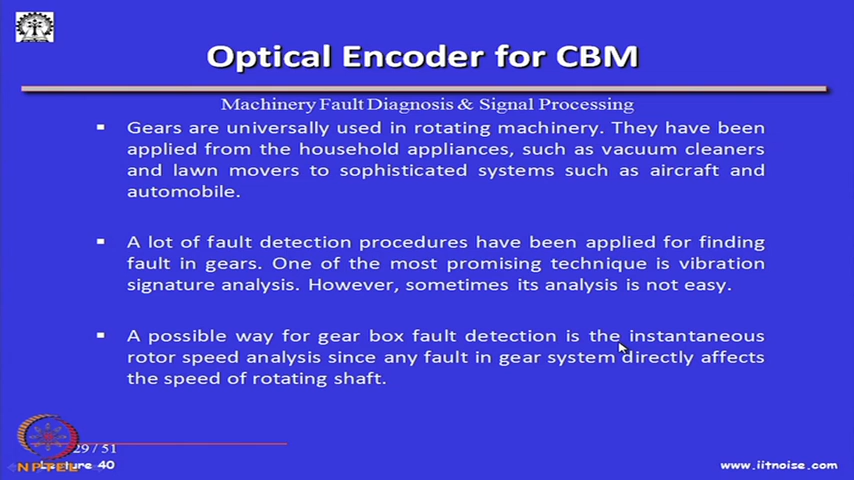 Optical Encoder for CBM
Machinery Fault Diagnosis & Signal Processing
Gears are universally used in rotating machinery. They have been
applied from the household appliances, such as vacuum cleaners
and lawn movers to sophisticated systems such as aircraft and
automobile.
A lot of fault detection procedures have been applied for finding
fault in gears. One of the most promising technique is vibration
signature analysis. However, sometimes its analysis is not easy.
A possible way for gear box fault detection is the instantaneous
rotor speed analysis since any fault in gear system directly affects
the speed of rotating shaft.
29 / 51
NPTEL Lecture 40
www.iitnoise.com